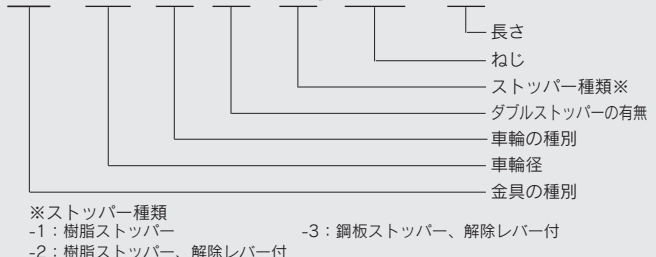 長さ
ねじ
ストッパー種類※
ダブルストッパーの有無
車輪の種別
車輪径
金具の種別
※ストッパー種類
-1：樹脂ストッパー　-3：鋼板ストッパー、解除レバー付
-2：樹脂ストッパー、解除レバー付